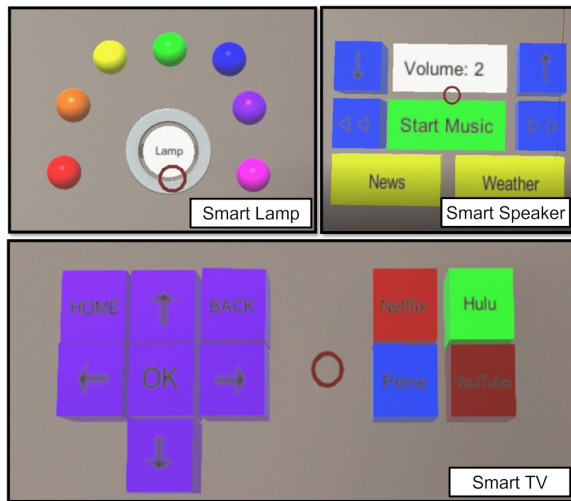 Lamp
Smart Lamp
Volume: 2
Start Music
News Weather
Smart Speaker
HOME BACK
OK
Netflix Hulu
Prime YouTube
Smart TV